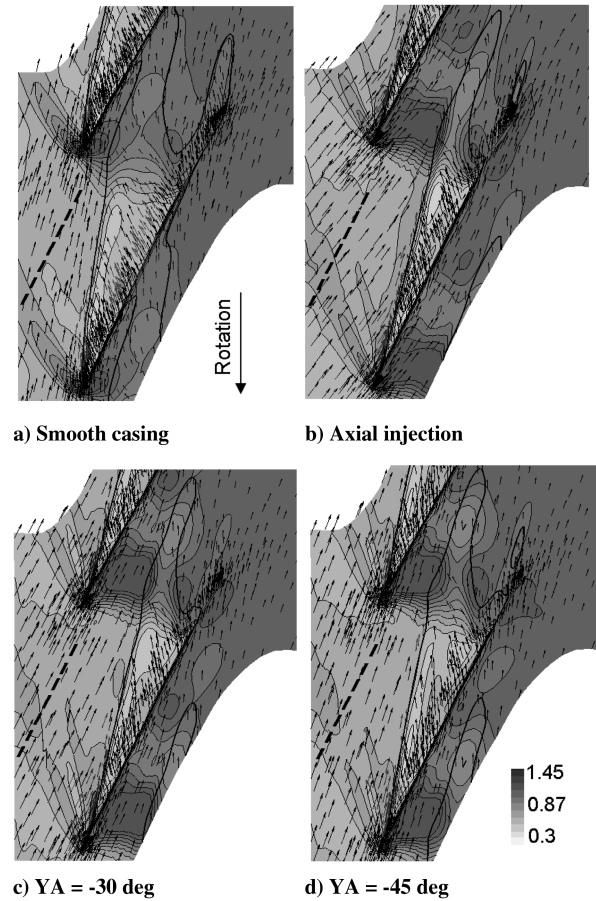 Rotation
a) Smooth casing
b) Axial injection
1.45
0.87
0.3
c) YA = -30 deg
d) YA = -45 deg